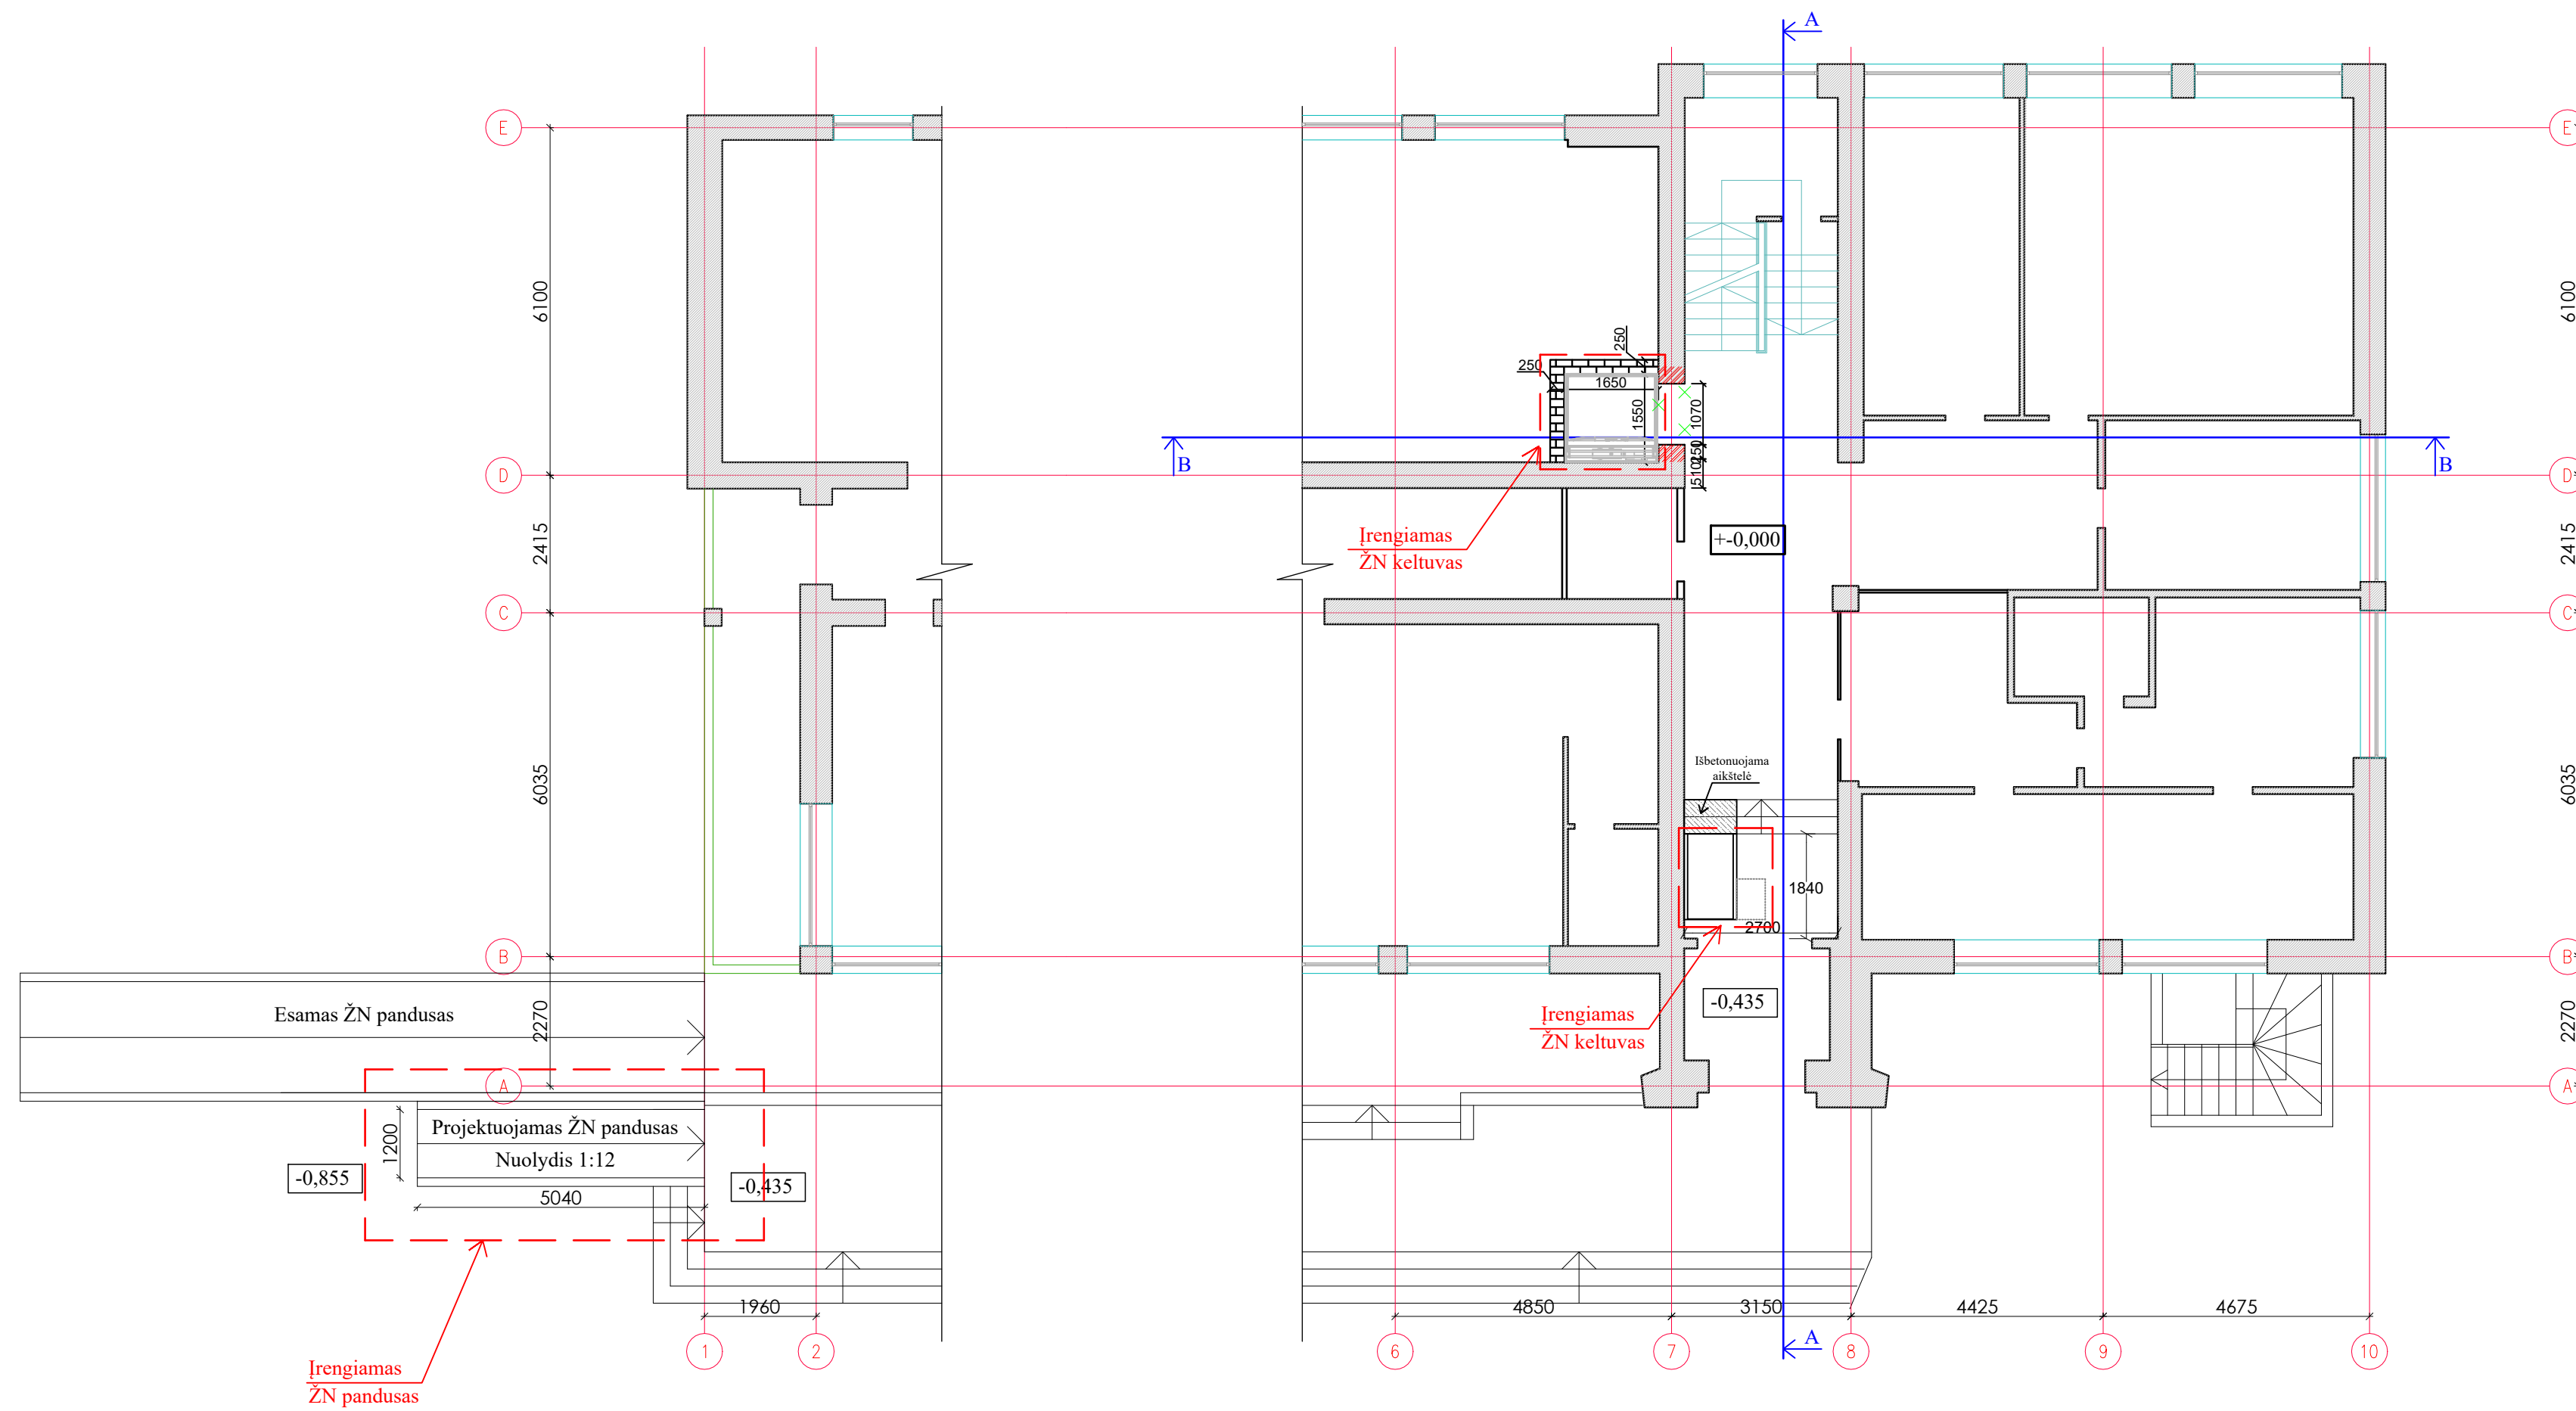 A
E
E
6100
6100
250
250
1650
1550
1070
250
510
B
B
D
D
Įrengiamas
ŽN keltuvas
+-0,000
2415
2415
C
C
6035
6035
Išbetonuojama
aikštelė
1840
2700
B
B
Esamas ŽN pandusas
2270
2270
-0,435
Įrengiamas
ŽN keltuvas
A
A
1200
Projektuojamas ŽN pandusas
Nuolydis 1:12
-0,855
-0,435
5040
1960
4850
3150
4425
4675
A
1
2
6
7
8
9
10
Įrengiamas
ŽN pandusas